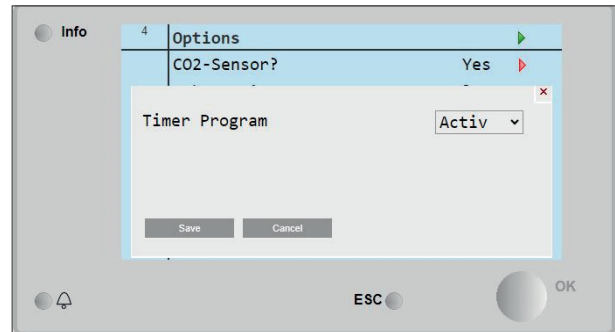 Info
4 Options
CO2-Sensor? Yes
×
Timer Program Activ
Save Cancel
ESC
OK